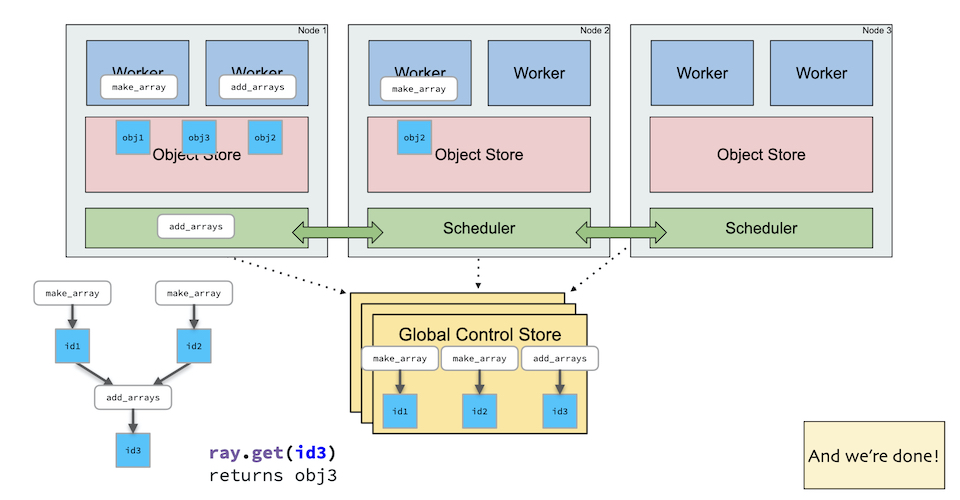 Node 1
Worker
make_array
Worker
add_arrays
obj1
obj3
obj2
Object Store
add_arrays
Node 2
Worker
make_array
Worker
obj2
Object Store
Scheduler
Node 3
Worker
Worker
Object Store
Scheduler
make_array
make_array
id1
id2
add_arrays
id3
Global Control Store
make_array
make_array
add_arrays
id1
id2
id3
ray.get(id3)
returns obj3
And we're done!